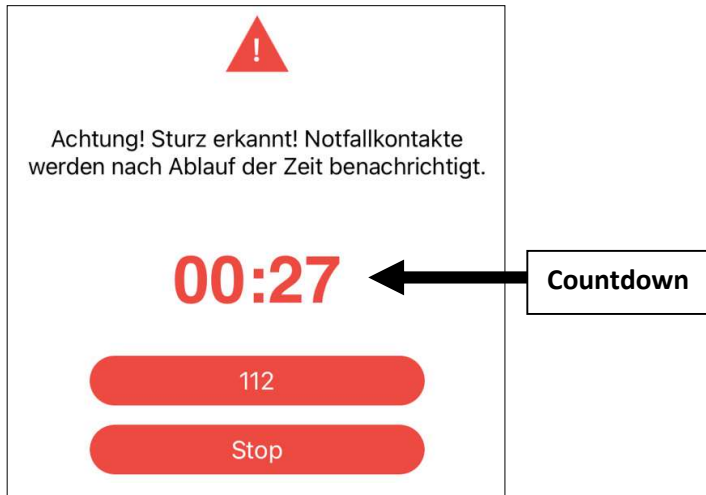 !
Achtung! Sturz erkannt! Notfallkontakte
werden nach Ablauf der Zeit benachrichtigt.
00:27
Countdown
112
Stop